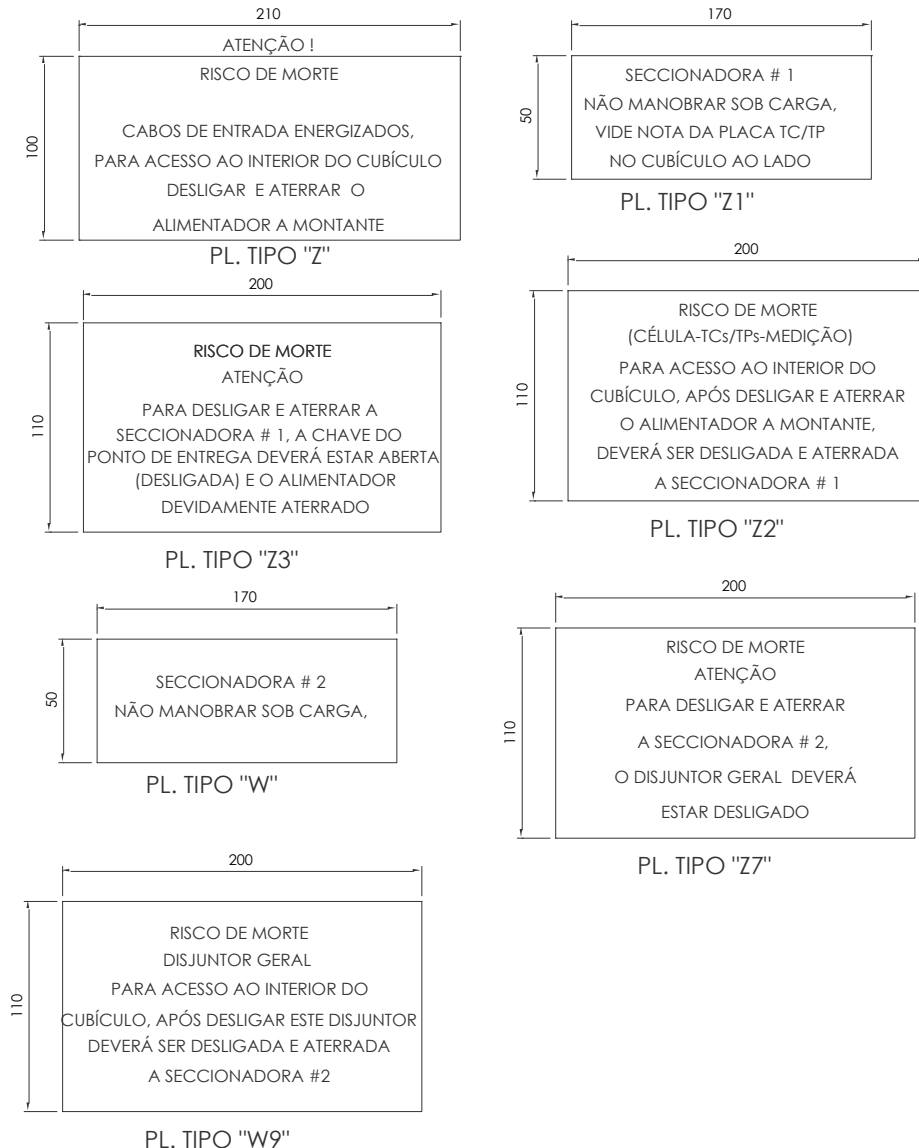 210
ATENÇÃO !
100
RISCO DE MORTE
CABOS DE ENTRADA ENERGIZADOS,
PARA ACESSO AO INTERIOR DO CUBÍCULO
DESLIGAR E ATERRAR O
ALIMENTADOR A MONTANTE
PL. TIPO "Z"
170
50
SECCIONADORA # 1
NÃO MANOBRAR SOB CARGA,
VIDE NOTA DA PLACA TC/TP
NO CUBÍCULO AO LADO
PL. TIPO "Z1"
200
110
RISCO DE MORTE
ATENÇÃO
PARA DESLIGAR E ATERRAR A
SECCIONADORA # 1, A CHAVE DO
PONTO DE ENTREGA DEVERÁ ESTAR ABERTA
(DESLIGADA) E O ALIMENTADOR
DEVIDAMENTE ATERRADO
PL. TIPO "Z3"
200
110
RISCO DE MORTE
(CÉLULA-TCs/TPs-MEDIÇÃO)
PARA ACESSO AO INTERIOR DO
CUBÍCULO, APÓS DESLIGAR E ATERRAR
O ALIMENTADOR A MONTANTE,
DEVERÁ SER DESLIGADA E ATERRADA
A SECCIONADORA # 1
PL. TIPO "Z2"
170
50
SECCIONADORA # 2
NÃO MANOBRAR SOB CARGA,
PL. TIPO "W"
200
110
RISCO DE MORTE
ATENÇÃO
PARA DESLIGAR E ATERRAR
A SECCIONADORA # 2,
O DISJUNTOR GERAL DEVERÁ
ESTAR DESLIGADO
PL. TIPO "Z7"
200
110
RISCO DE MORTE
DISJUNTOR GERAL
PARA ACESSO AO INTERIOR DO
CUBÍCULO, APÓS DESLIGAR ESTE DISJUNTOR
DEVERÁ SER DESLIGADA E ATERRADA
A SECCIONADORA #2
PL. TIPO "W9"